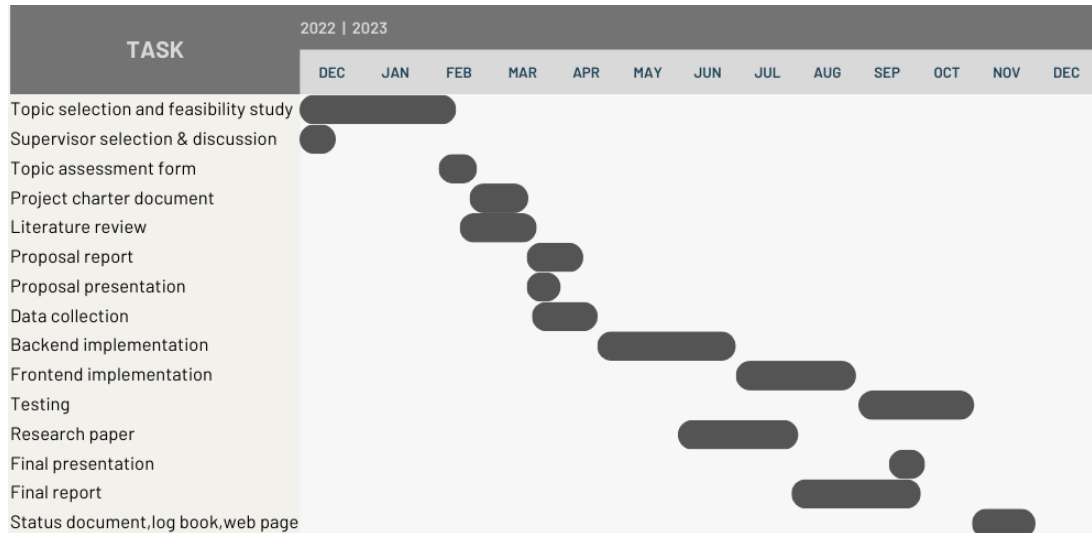 TASK
2022 | 2023
DEC JAN FEB MAR APR MAY JUN JUL AUG SEP OCT NOV DEC
Topic selection and feasibility study
Supervisor selection & discussion
Topic assessment form
Project charter document
Literature review
Proposal report
Proposal presentation
Data collection
Backend implementation
Frontend implementation
Testing
Research paper
Final presentation
Final report
Status document,log book,web page